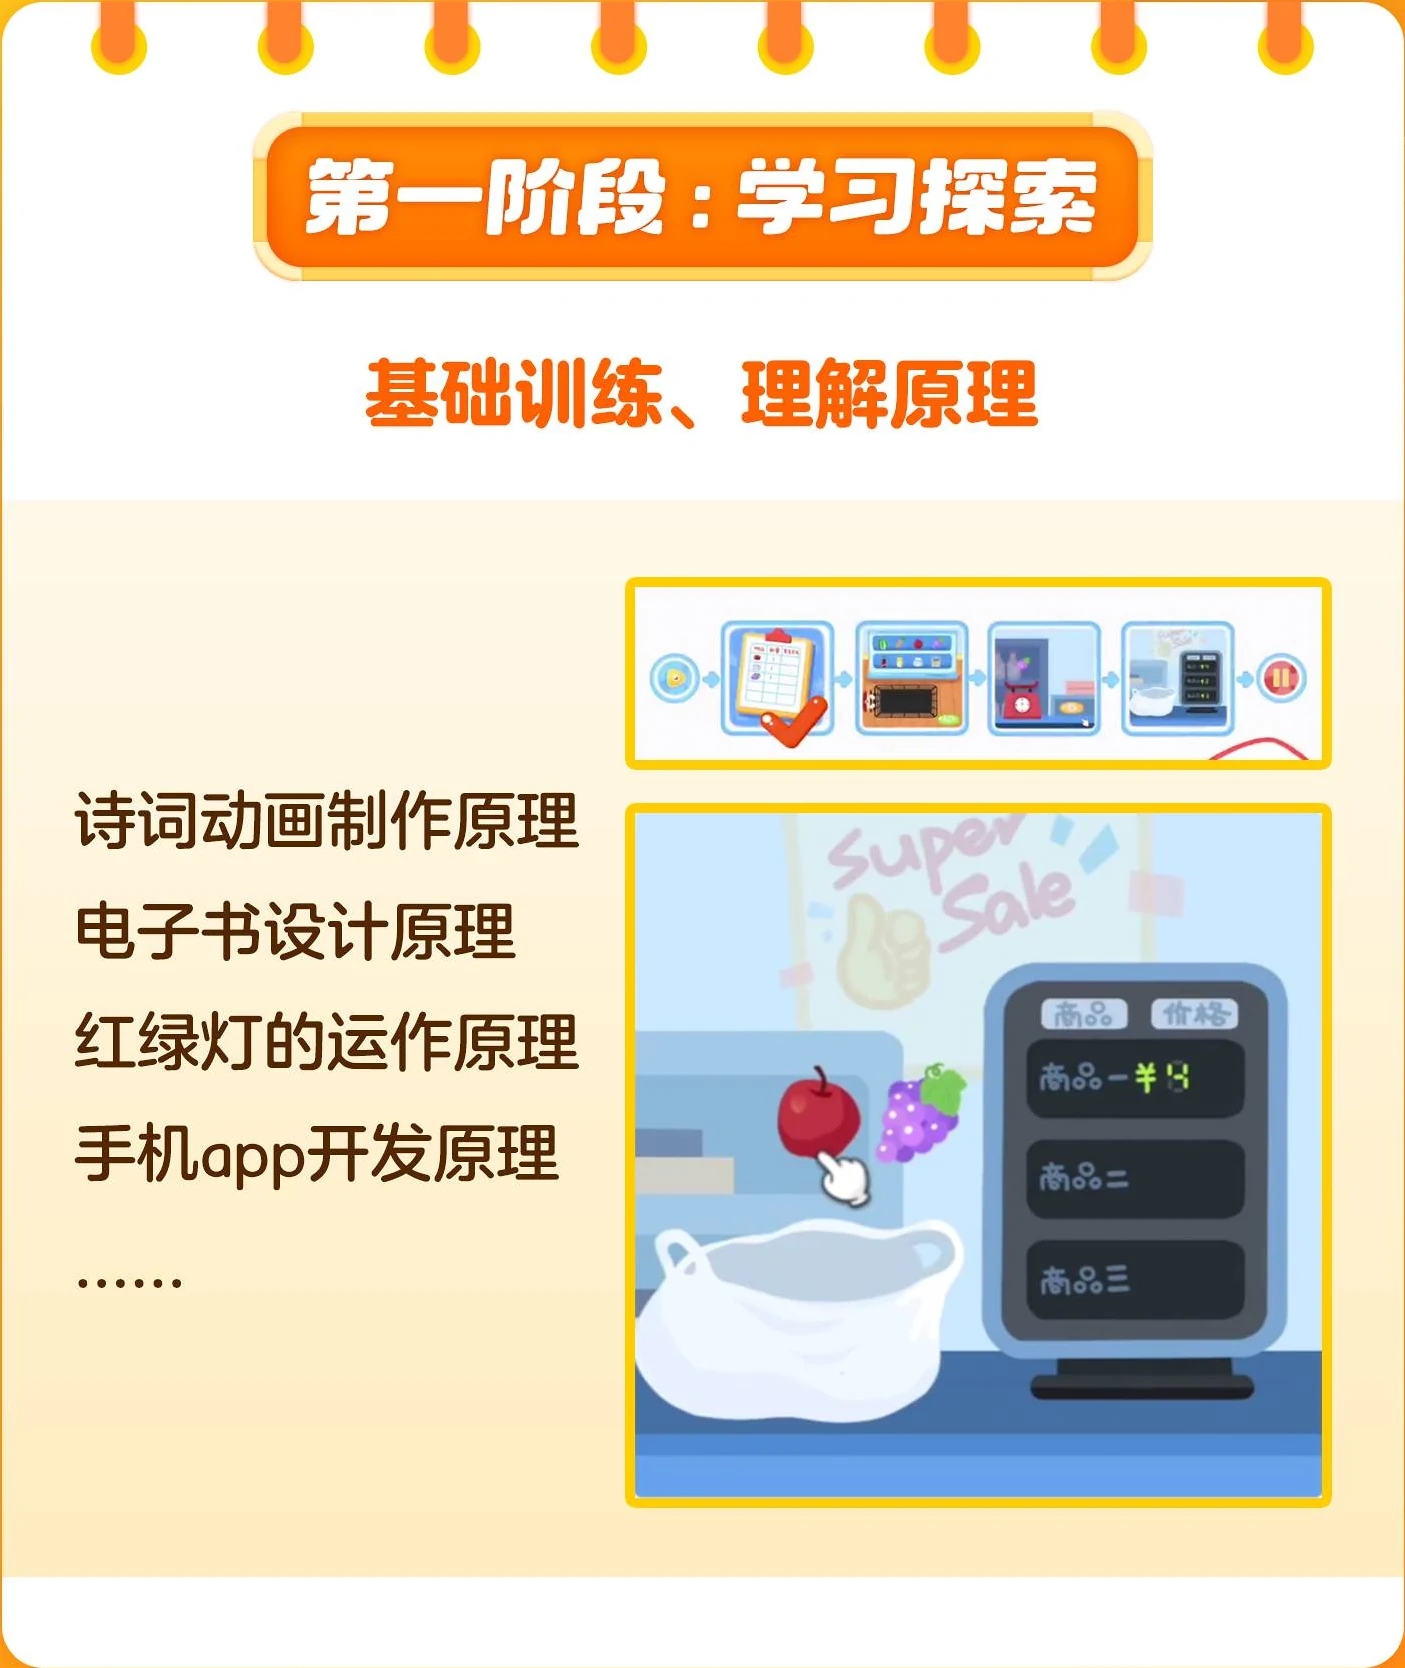 第一阶段：学习探索
基础训练、理解原理
诗词动画制作原理
电子书设计原理
红绿灯的运作原理
手机app开发原理
......
Super
Sale
商品 价格
商品一¥4
商品二
商品三